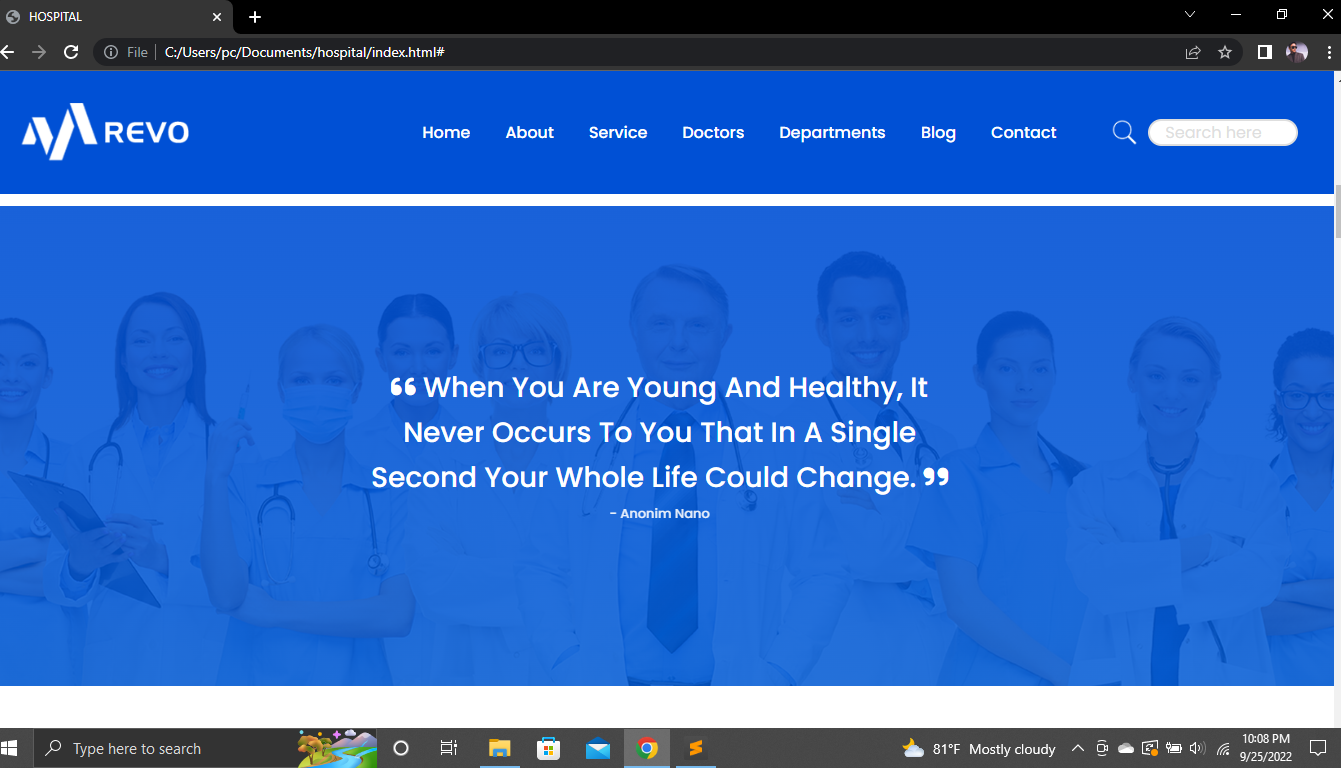 HOSPITAL
File
C:/Users/pc/Documents/hospital/index.html#
REVO
Home
About
Service
Doctors
Departments
Blog
Contact
Search here
❝ When You Are Young And Healthy, It
Never Occurs To You That In A Single
Second Your Whole Life Could Change. ❞
- Anonim Nano
Type here to search
81°F Mostly cloudy
10:08 PM
9/25/2022